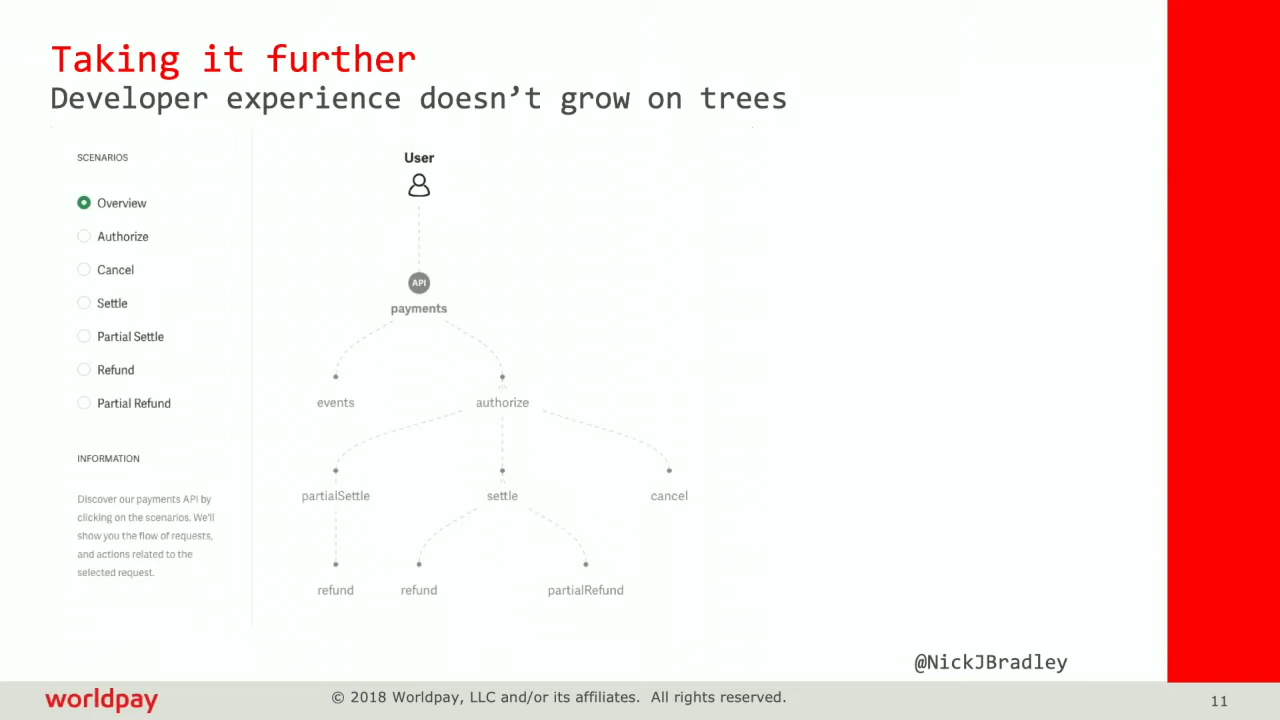 Taking it further
Developer experience doesn’t grow on trees
SCENARIOS
Overview
Authorize
Cancel
Settle
Partial Settle
Refund
Partial Refund
INFORMATION
Discover our payments API by
clicking on the scenarios. We'll
show you the flow of requests,
and actions related to the
selected request.
User
API
payments
events
authorize
partialSettle
settle
cancel
refund
refund
partialRefund
@NickJBradley
worldpay
© 2018 Worldpay, LLC and/or its affiliates. All rights reserved.
11